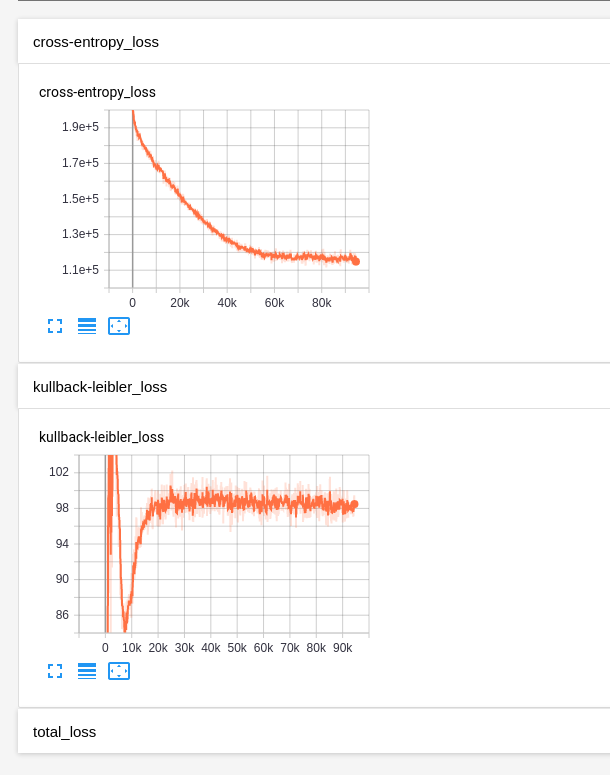 cross-entropy_loss
cross-entropy_loss
1.9e+5
1.7e+5
1.5e+5
1.3e+5
1.1e+5
0 20k 40k 60k 80k
kullback-leibler_loss
kullback-leibler_loss
102
98
94
90
86
0 10k 20k 30k 40k 50k 60k 70k 80k 90k
total_loss